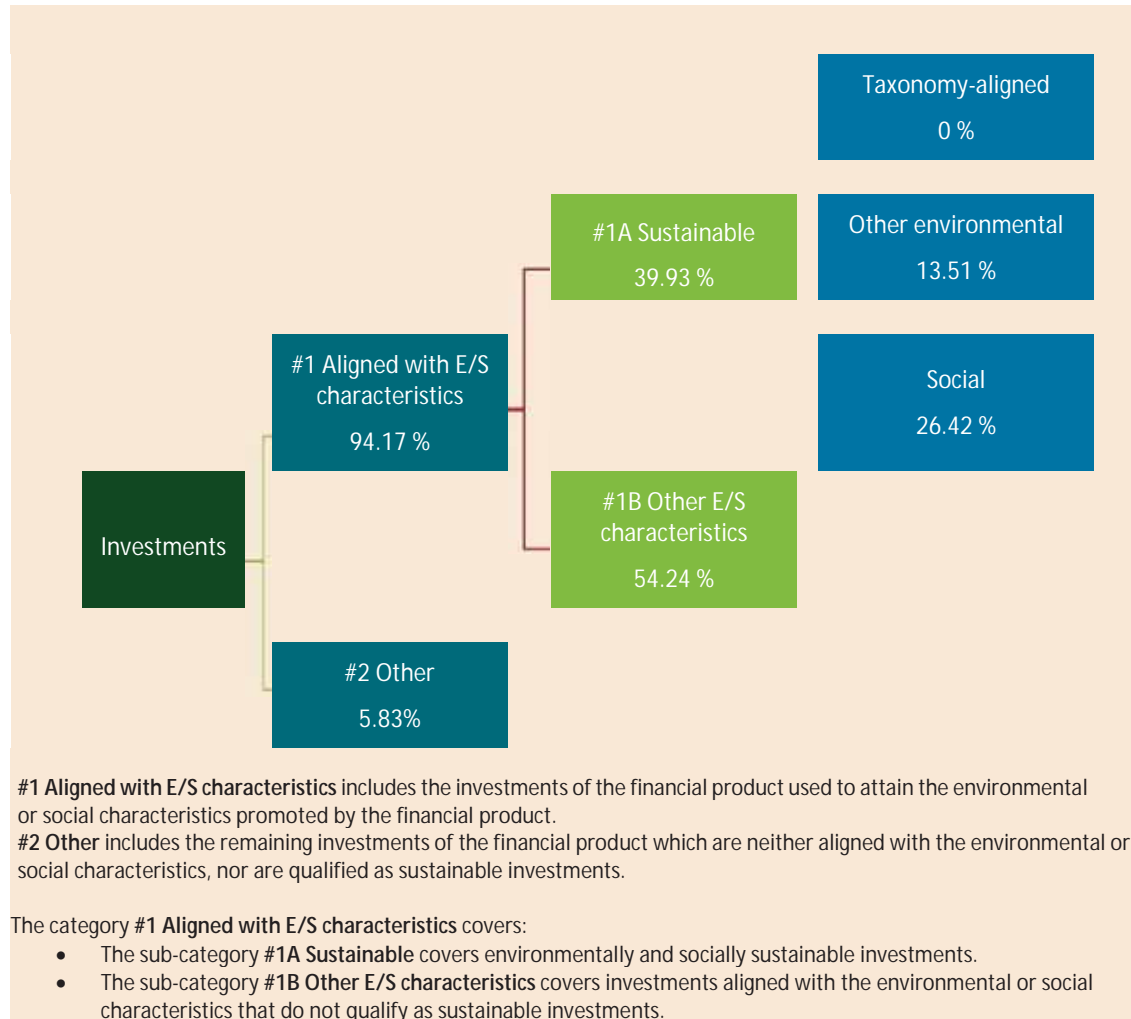 Taxonomy-aligned
0 %
#1A Sustainable
39.93 %
Other environmental
13.51 %
#1 Aligned with E/S
characteristics
94.17 %
Social
26.42 %
Investments
#1B Other E/S
characteristics
54.24 %
#2 Other
5.83%
#1 Aligned with E/S characteristics includes the investments of the financial product used to attain the environmental
or social characteristics promoted by the financial product.
#2 Other includes the remaining investments of the financial product which are neither aligned with the environmental or
social characteristics, nor are qualified as sustainable investments.
The category #1 Aligned with E/S characteristics covers:
• The sub-category #1A Sustainable covers environmentally and socially sustainable investments.
• The sub-category #1B Other E/S characteristics covers investments aligned with the environmental or social
characteristics that do not qualify as sustainable investments.